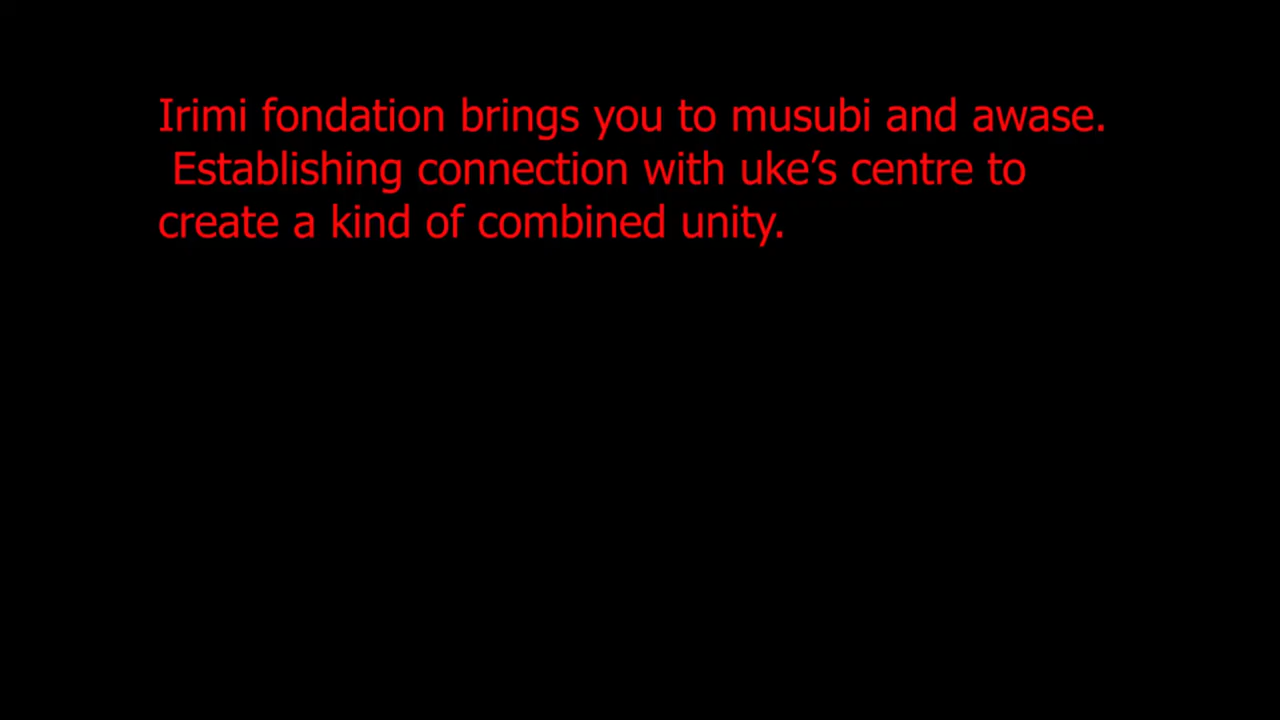 Irimi fondation brings you to musubi and awase.
Establishing connection with uke’s centre to
create a kind of combined unity.